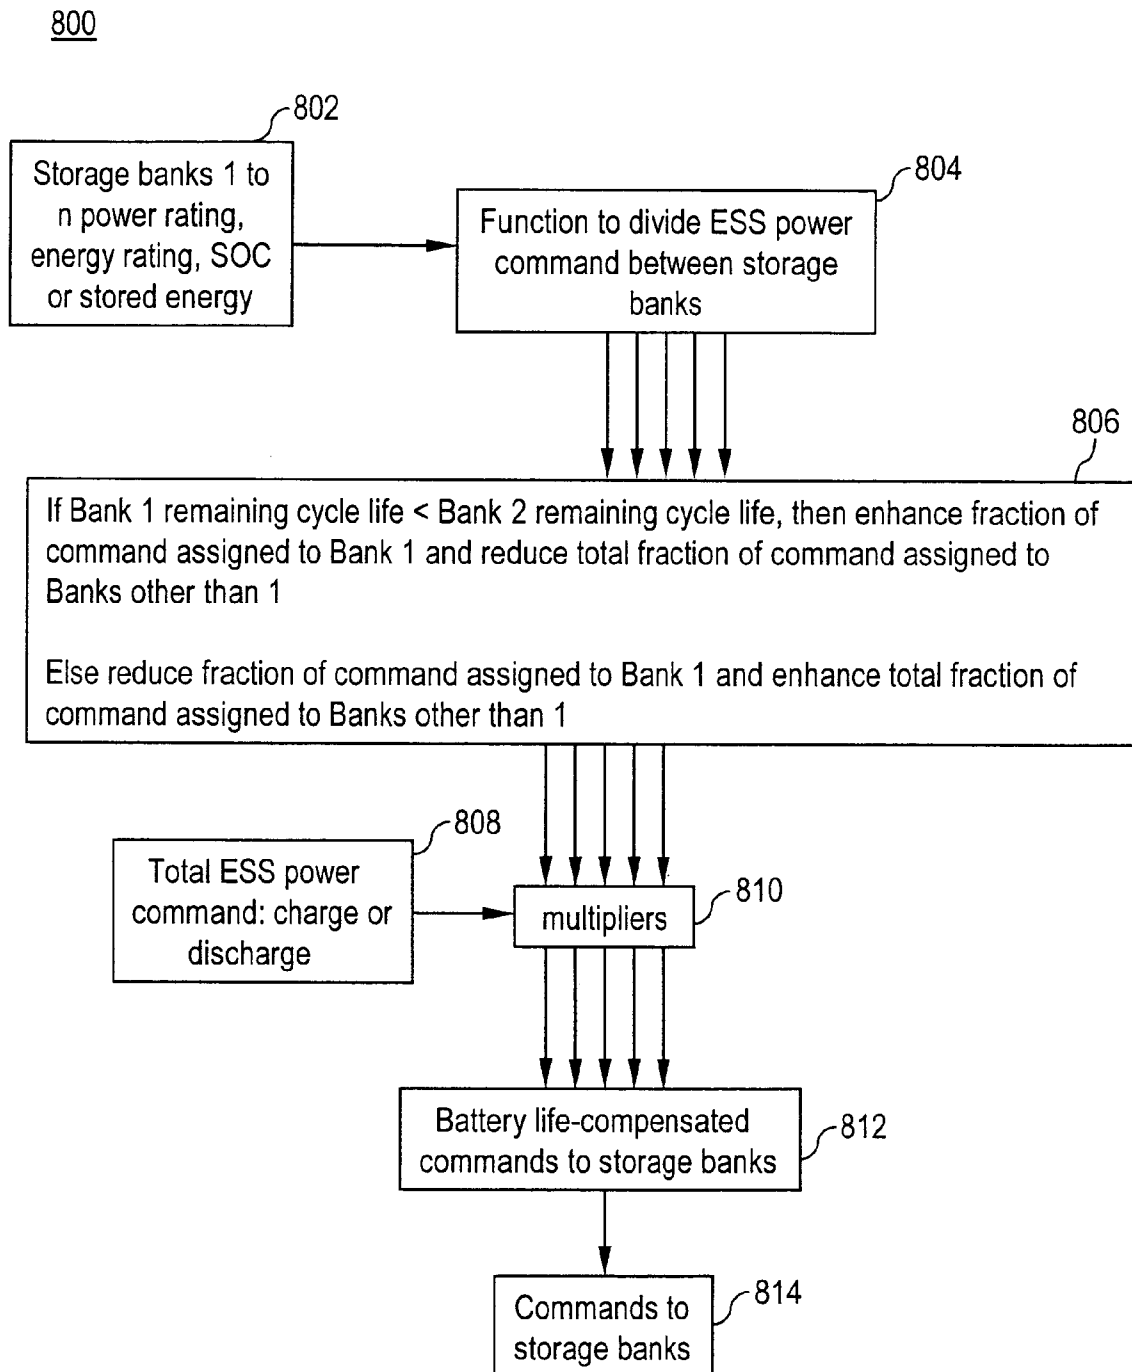 800
802
Storage banks 1 to
n power rating,
energy rating, SOC
or stored energy
804
Function to divide ESS power
command between storage
banks
806
If Bank 1 remaining cycle life < Bank 2 remaining cycle life, then enhance fraction of
command assigned to Bank 1 and reduce total fraction of command assigned to
Banks other than 1
Else reduce fraction of command assigned to Bank 1 and enhance total fraction of
command assigned to Banks other than 1
808
Total ESS power
command: charge or
discharge
810
multipliers
Battery life-compensated
commands to storage banks
812
Commands to
storage banks
814